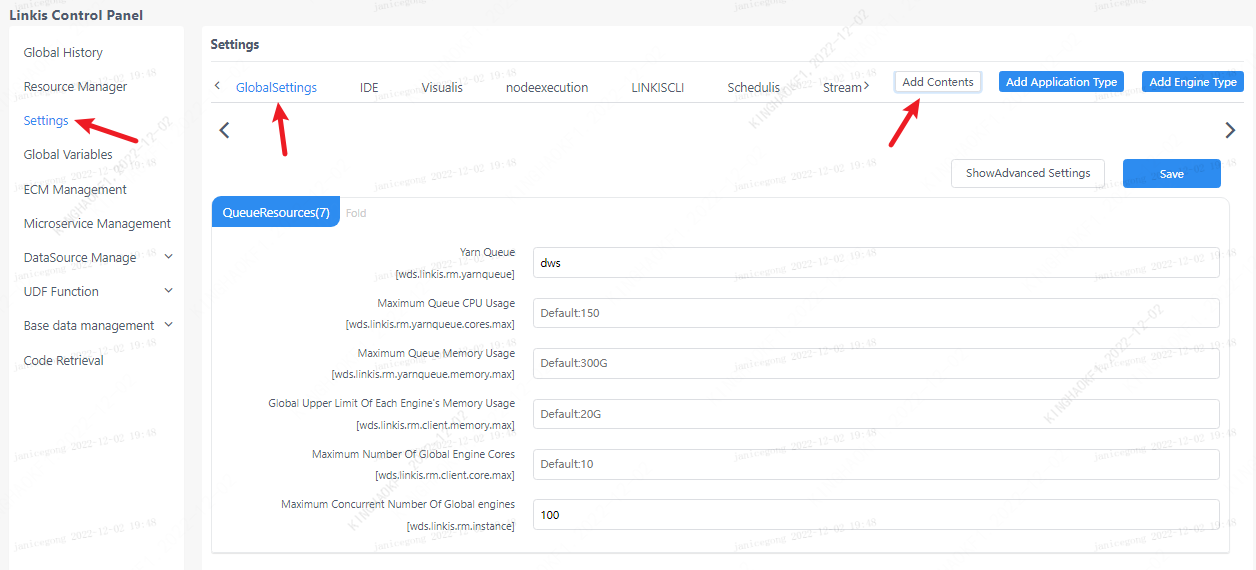 Linkis Control Panel
Global History
Resource Manager
Settings
Global Variables
ECM Management
Microservice Management
DataSource Manage
UDF Function
Base data management
Code Retrieval
Settings
GlobalSettings IDE Visualis nodeexecution LINKISCLI Schedulis Stream Add Contents Add Application Type Add Engine Type
ShowAdvanced Settings Save
QueueResources(7) Fold
Yarn Queue
[wds.linkis.rm.yarnqueue]
dws
Maximum Queue CPU Usage
[wds.linkis.rm.yarnqueue.cores.max]
Default:150
Maximum Queue Memory Usage
[wds.linkis.rm.yarnqueue.memory.max]
Default:300G
Global Upper Limit Of Each Engine's Memory Usage
[wds.linkis.rm.client.memory.max]
Default:20G
Maximum Number Of Global Engine Cores
[wds.linkis.rm.client.core.max]
Default:10
Maximum Concurrent Number Of Global engines
[wds.linkis.rm.instance]
100